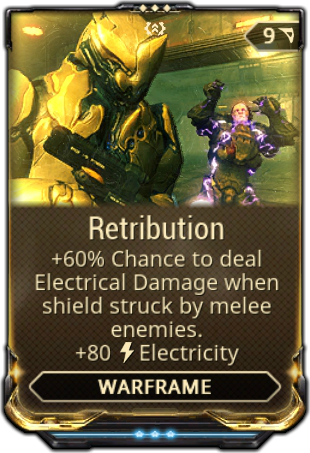 9
Retribution
+60% Chance to deal
Electrical Damage when
shield struck by melee
enemies.
+80 Electricity
WARFRAME